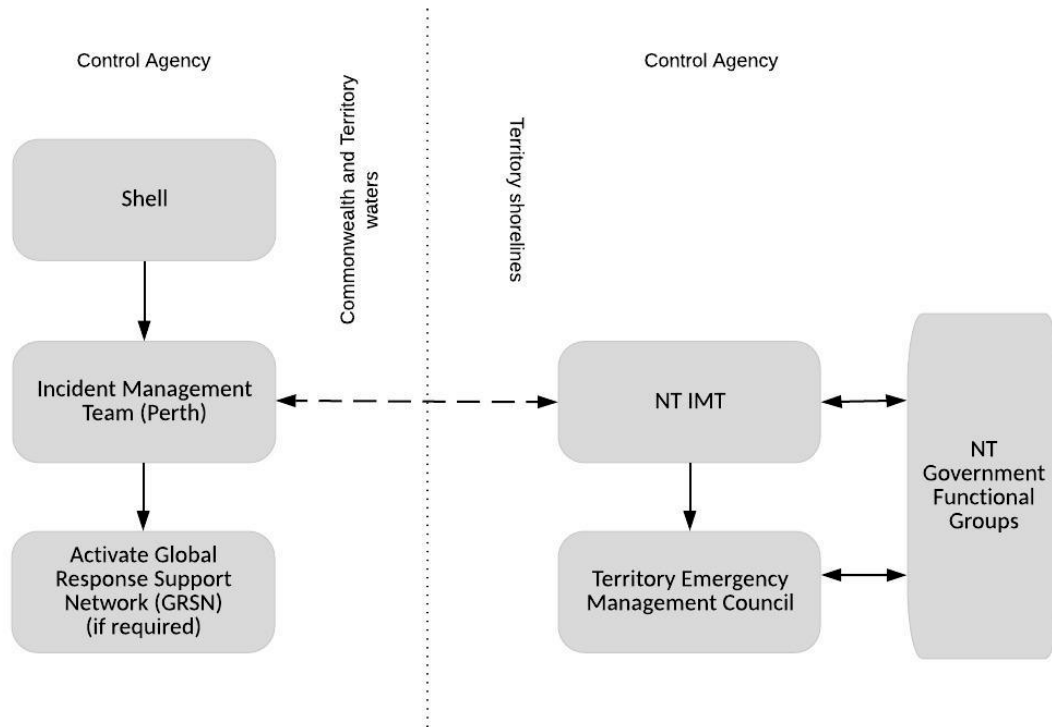 Control Agency
Control Agency
Commonwealth and Territory
waters
Territory shorelines
Shell
Incident Management
Team (Perth)
NT IMT
NT
Government
Functional
Groups
Activate Global
Response Support
Network (GRSN)
(if required)
Territory Emergency
Management Council